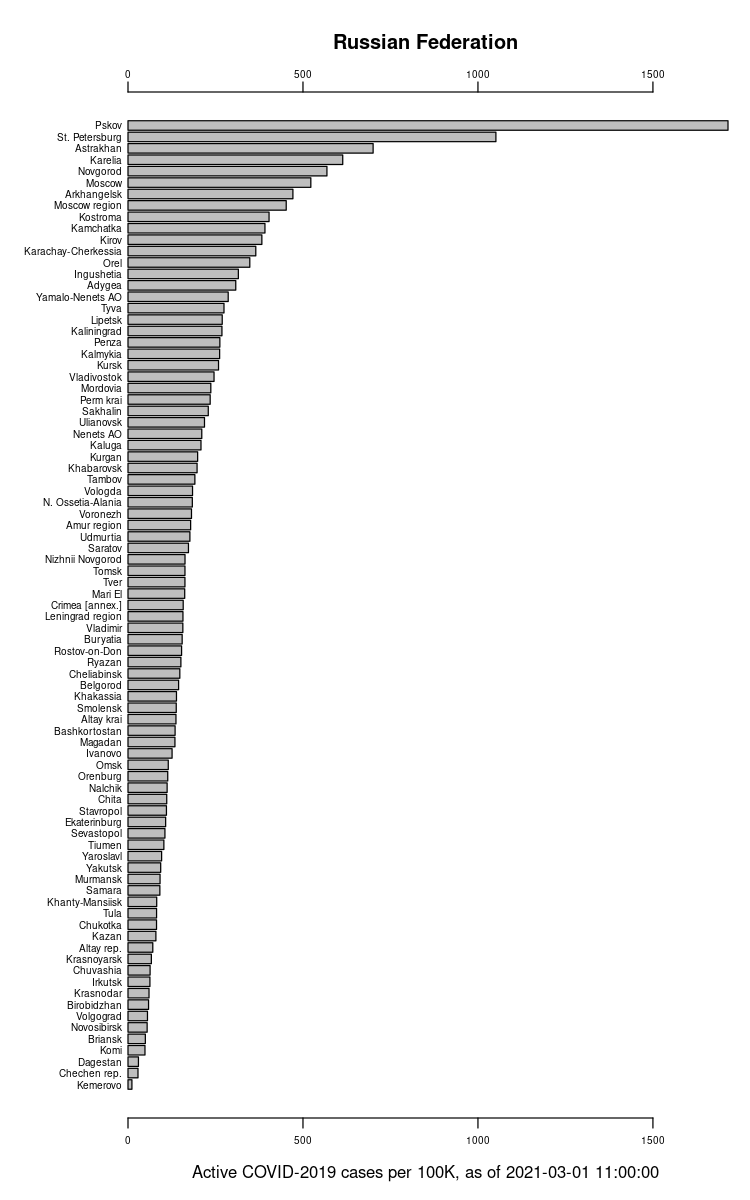 Russian Federation
0 500 1000 1500
Pskov
St. Petersburg
Astrakhan
Karelia
Novgorod
Moscow
Arkhangelsk
Moscow region
Kostroma
Kamchatka
Kirov
Karachay-Cherkessia
Orel
Ingushetia
Adygea
Yamalo-Nenets AO
Tyva
Lipetsk
Kaliningrad
Penza
Kalmykia
Kursk
Vladivostok
Mordovia
Perm krai
Sakhalin
Ulianovsk
Nenets AO
Kaluga
Kurgan
Khabarovsk
Tambov
Vologda
N. Ossetia-Alania
Voronezh
Amur region
Udmurtia
Saratov
Nizhnii Novgorod
Tomsk
Tver
Mari El
Crimea [annex.]
Leningrad region
Vladimir
Buryatia
Rostov-on-Don
Ryazan
Cheliabinsk
Belgorod
Khakassia
Smolensk
Altay krai
Bashkortostan
Magadan
Ivanovo
Omsk
Orenburg
Nalchik
Chita
Stavropol
Ekaterinburg
Sevastopol
Tiumen
Yaroslavl
Yakutsk
Murmansk
Samara
Khanty-Mansiisk
Tula
Chukotka
Kazan
Altay rep.
Krasnoyarsk
Chuvashia
Irkutsk
Krasnodar
Birobidzhan
Volgograd
Novosibirsk
Briansk
Komi
Dagestan
Chechen rep.
Kemerovo
0 500 1000 1500
Active COVID-2019 cases per 100K, as of 2021-03-01 11:00:00